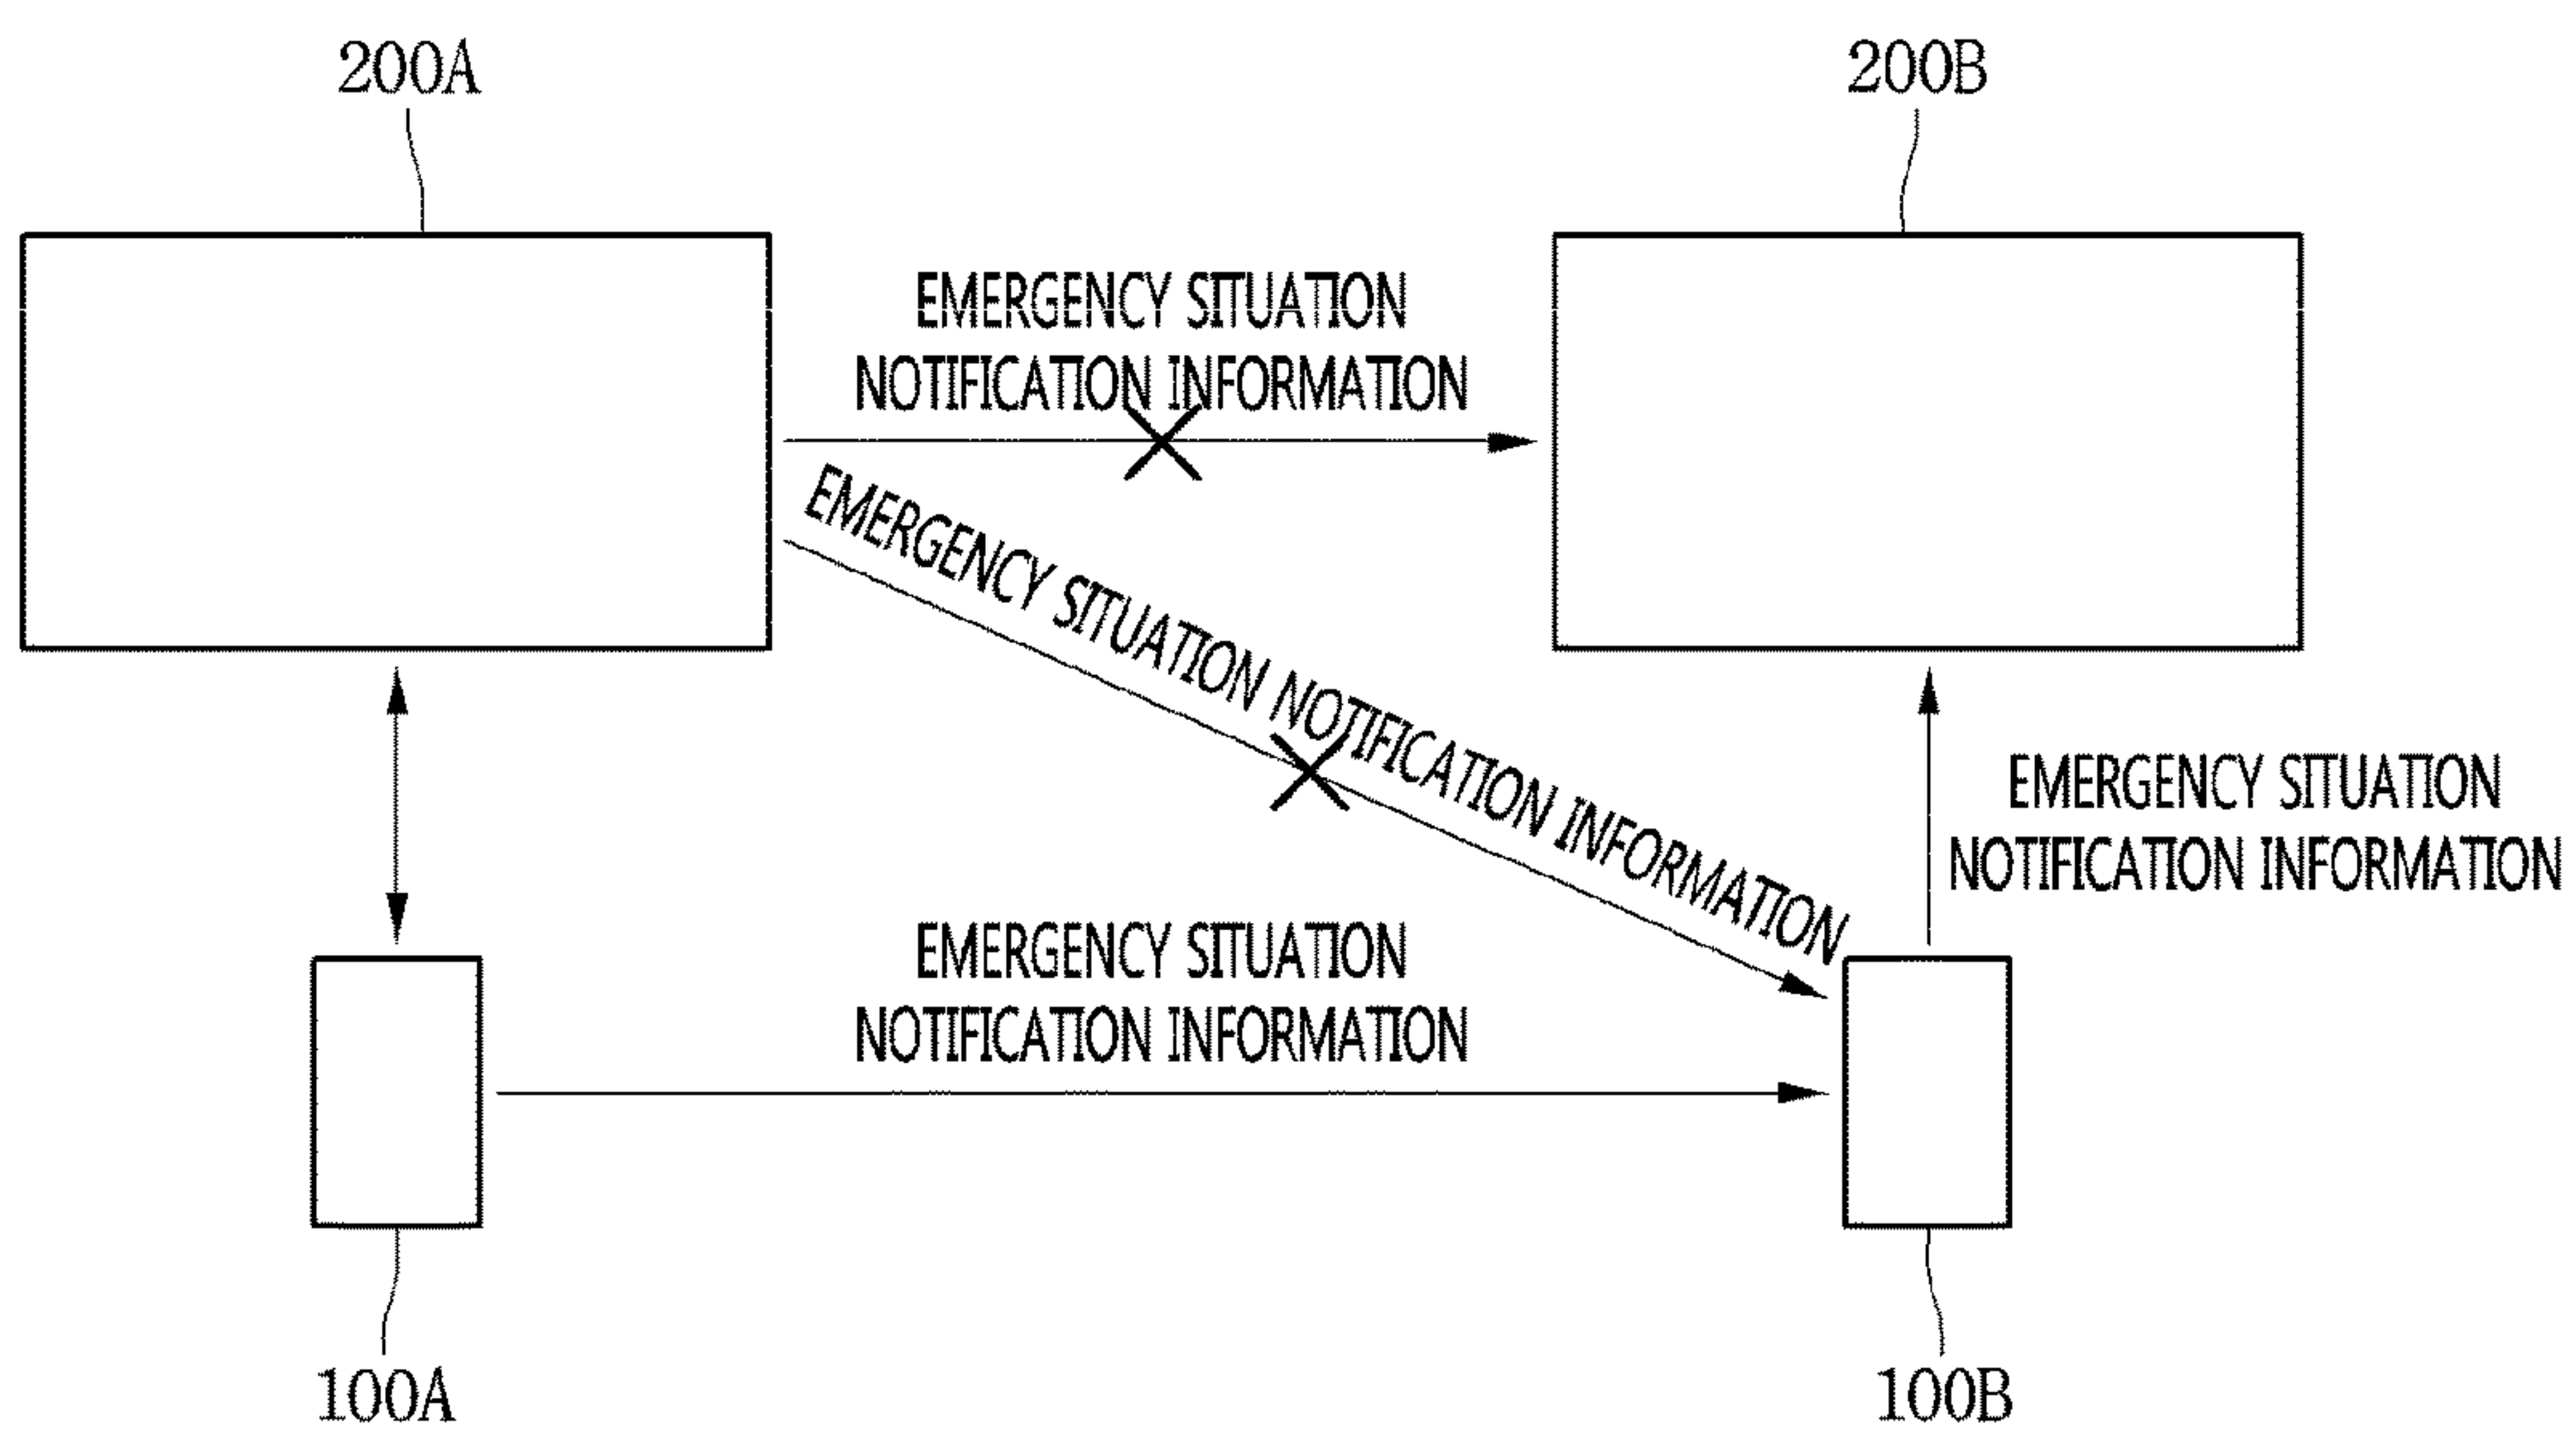 200A
200B
EMERGENCY SITUATION
NOTIFICATION INFORMATION
EMERGENCY SITUATION NOTIFICATION INFORMATION
EMERGENCY SITUATION
NOTIFICATION INFORMATION
EMERGENCY SITUATION
NOTIFICATION INFORMATION
100A
100B